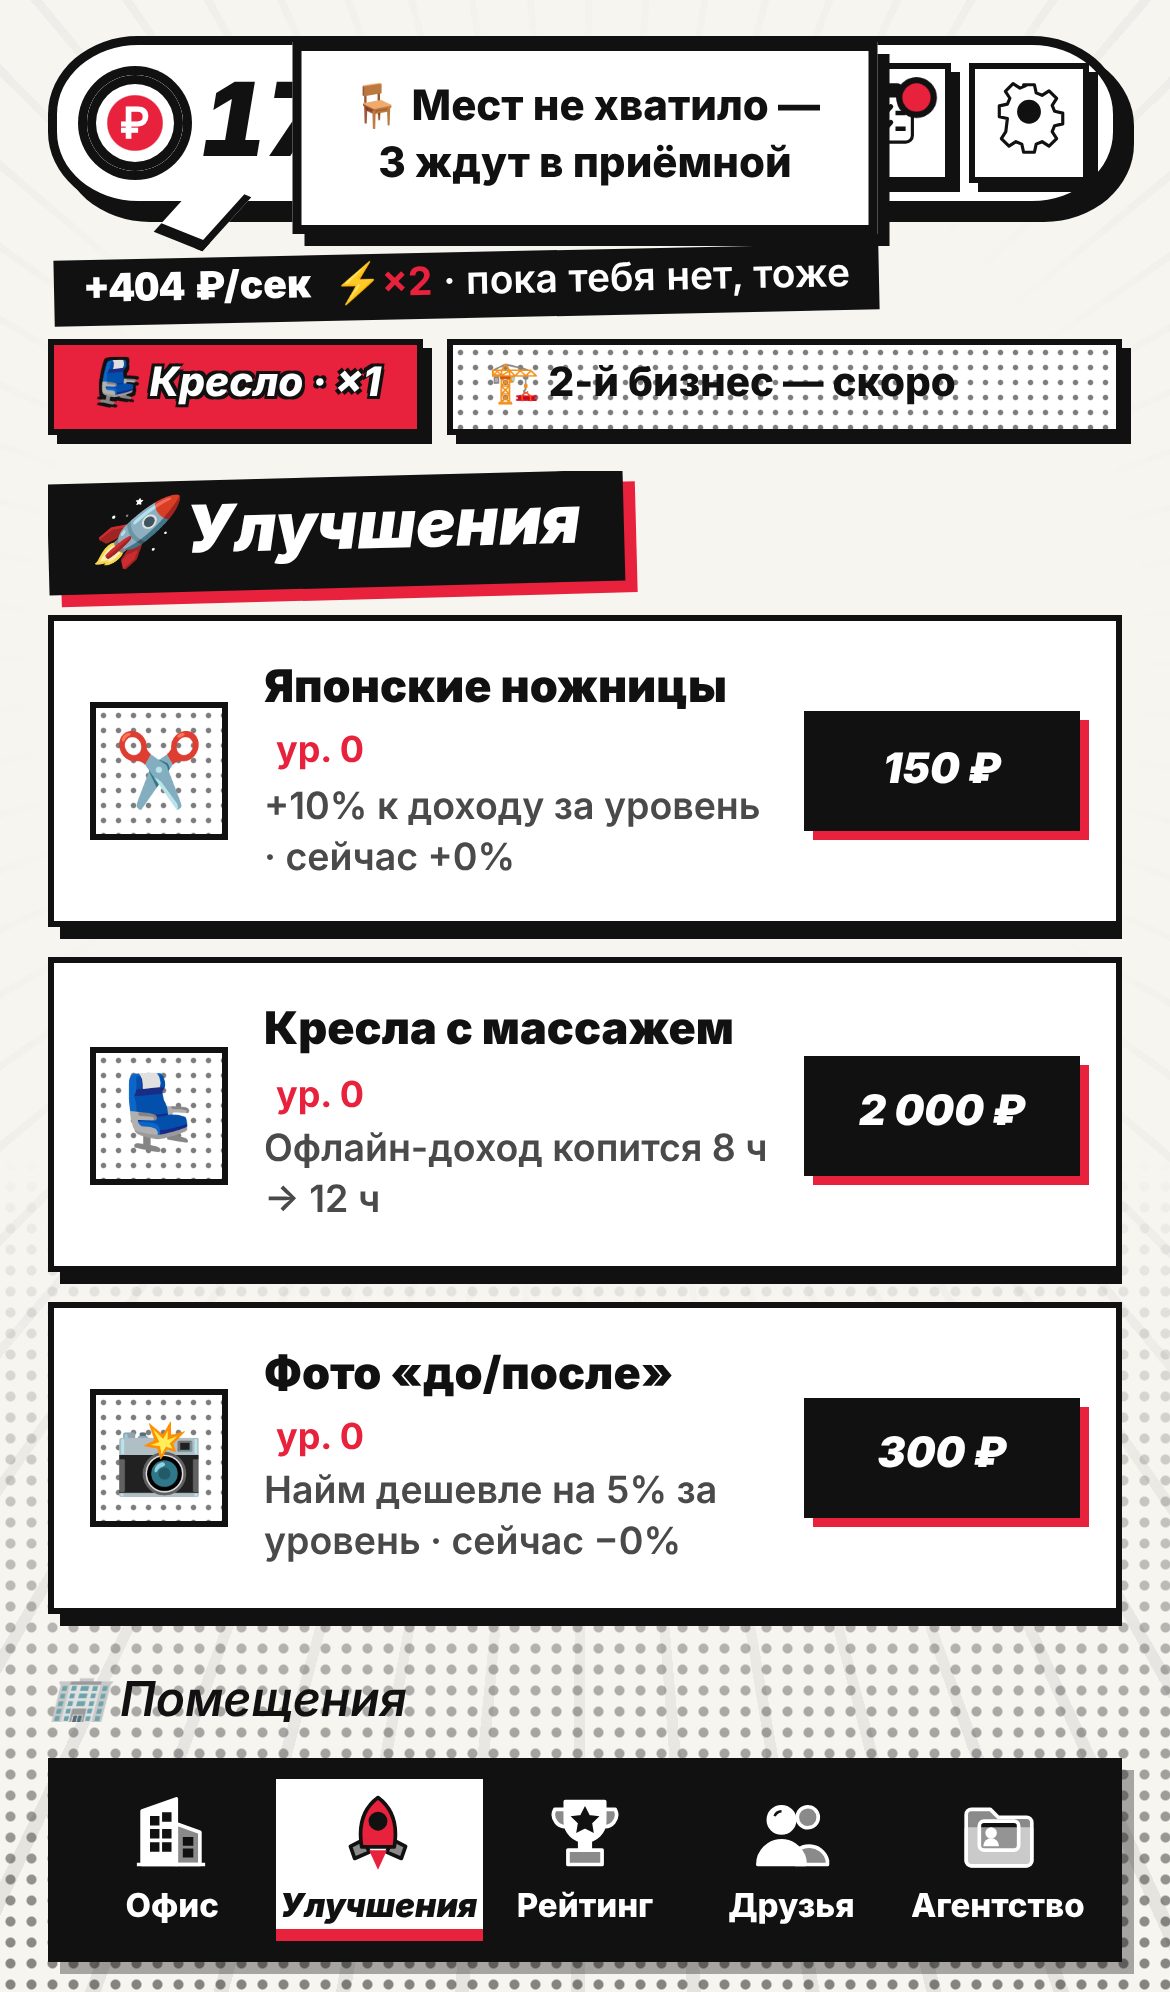 ₽ 17
Мест не хватило —
3 ждут в приёмной
+404 ₽/сек ⚡×2 · пока тебя нет, тоже
Кресло · ×1
2-й бизнес — скоро
Улучшения
Японские ножницы
ур. 0
+10% к доходу за уровень
· сейчас +0%
150 ₽
Кресла с массажем
ур. 0
Офлайн-доход копится 8 ч
→ 12 ч
2 000 ₽
Фото «до/после»
ур. 0
Найм дешевле на 5% за
уровень · сейчас −0%
300 ₽
Помещения
Офис
Улучшения
Рейтинг
Друзья
Агентство